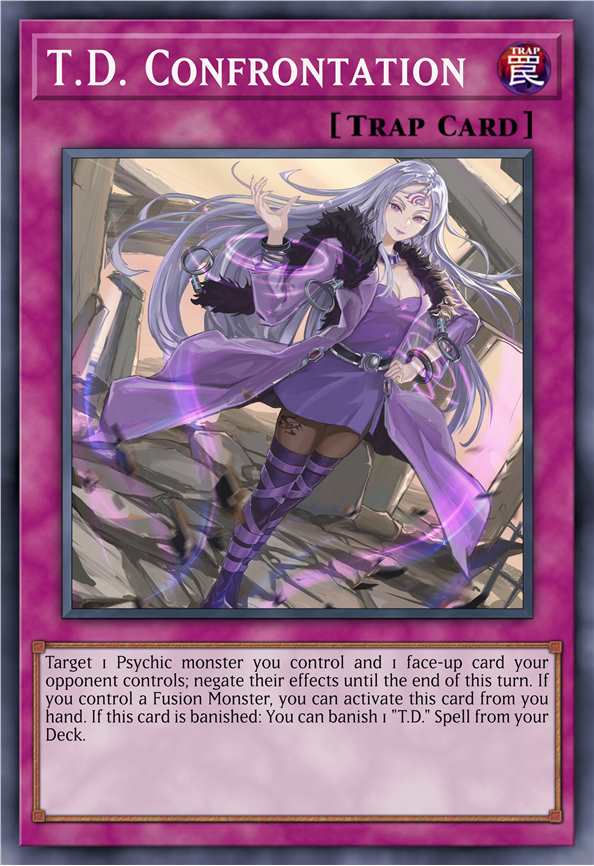 T.D. Confrontation
TRAP
罠
[Trap Card]
Target 1 Psychic monster you control and 1 face-up card your
opponent controls; negate their effects until the end of this turn. If
you control a Fusion Monster, you can activate this card from you
hand. If this card is banished: You can banish 1 "T.D." Spell from your
Deck.